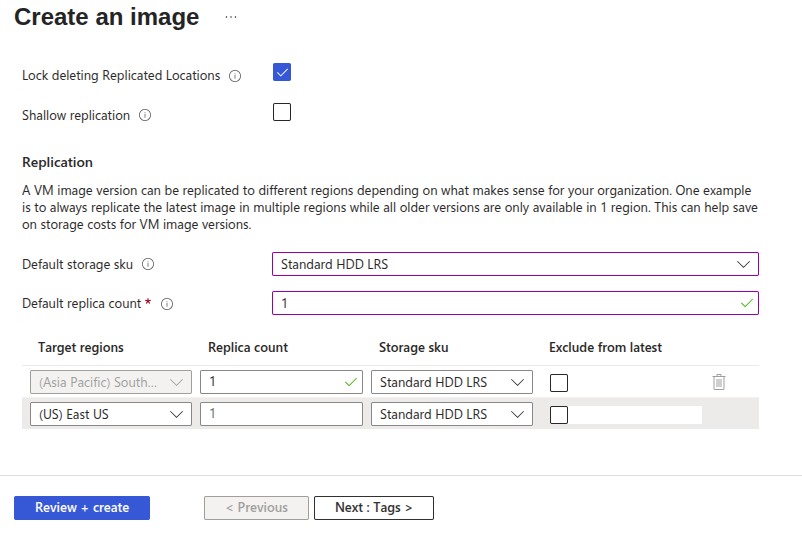 Create an image ...
Lock deleting Replicated Locations
Shallow replication
Replication
A VM image version can be replicated to different regions depending on what makes sense for your organization. One example
is to always replicate the latest image in multiple regions while all older versions are only available in 1 region. This can help save
on storage costs for VM image versions.
Default storage sku Standard HDD LRS
Default replica count * 1
Target regions Replica count Storage sku Exclude from latest
(Asia Pacific) South... 1 Standard HDD LRS
(US) East US 1 Standard HDD LRS
Review + create < Previous Next : Tags >